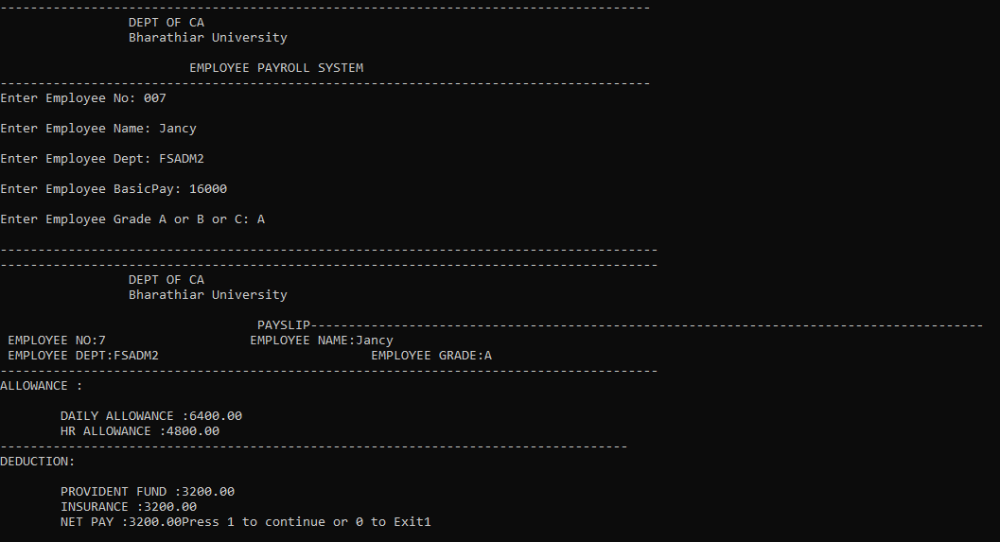 --------------------------------------------------------------------------------------
DEPT OF CA
Bharathiar University
EMPLOYEE PAYROLL SYSTEM
--------------------------------------------------------------------------------------
Enter Employee No: 007
Enter Employee Name: Jancy
Enter Employee Dept: FSADM2
Enter Employee BasicPay: 16000
Enter Employee Grade A or B or C: A
---------------------------------------------------------------------------------------
---------------------------------------------------------------------------------------
DEPT OF CA
Bharathiar University
PAYSLIP-----------------------------------------------------------------------------------------
EMPLOYEE NO:7 EMPLOYEE NAME:Jancy
EMPLOYEE DEPT:FSADM2 EMPLOYEE GRADE:A
---------------------------------------------------------------------------------------
ALLOWANCE :
DAILY ALLOWANCE :6400.00
HR ALLOWANCE :4800.00
-----------------------------------------------------------------------------------
DEDUCTION:
PROVIDENT FUND :3200.00
INSURANCE :3200.00
NET PAY :3200.00Press 1 to continue or 0 to Exit1